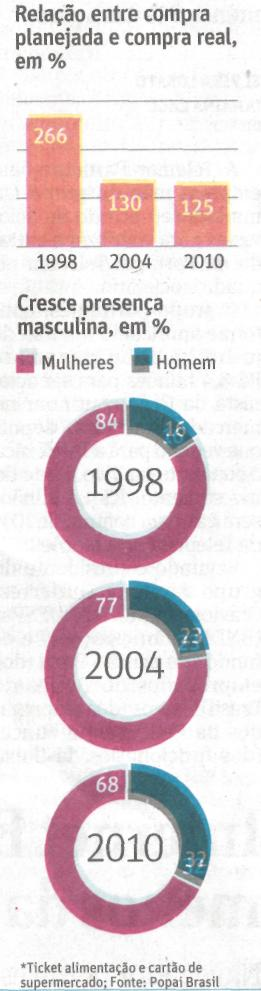 Relação entre compra
planejada e compra real,
em %
266
130
125
1998 2004 2010
Cresce presença
masculina, em %
Mulheres Homem
84 16
1998
77 23
2004
68 32
2010
*Ticket alimentação e cartão de
supermercado; Fonte: Popai Brasil